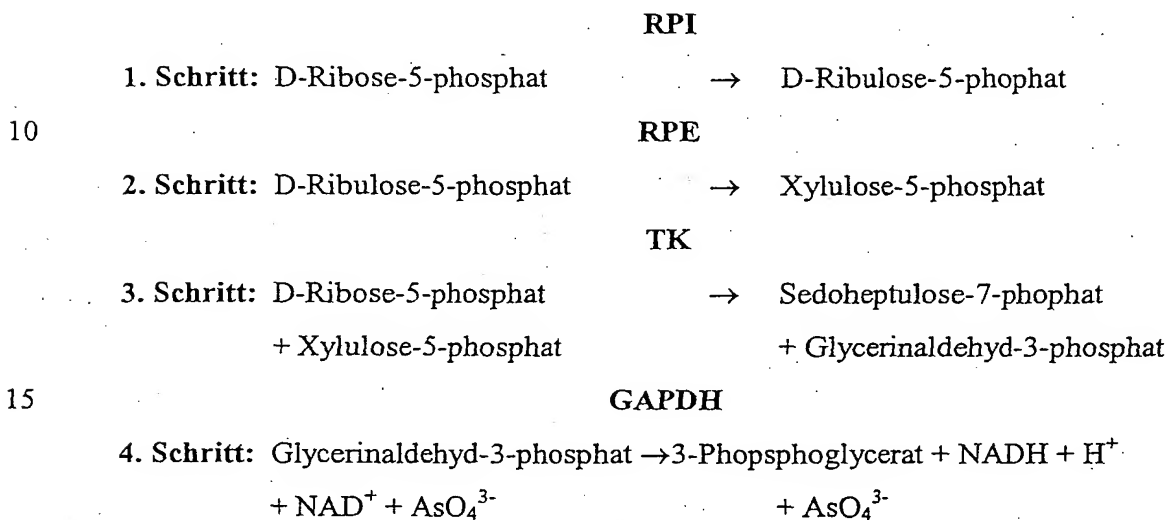 RPI
1. Schritt: D-Ribose-5-phosphat → D-Ribulose-5-phophat
10 RPE
2. Schritt: D-Ribulose-5-phosphat → Xylulose-5-phosphat
TK
3. Schritt: D-Ribose-5-phosphat → Sedoheptulose-7-phophat
+ Xylulose-5-phosphat + Glycerinaldehyd-3-phosphat
15 GAPDH
4. Schritt: Glycerinaldehyd-3-phosphat →3-Phopsphoglycerat + NADH + H⁺
+ NAD⁺ + AsO₄³⁻ + AsO₄³⁻